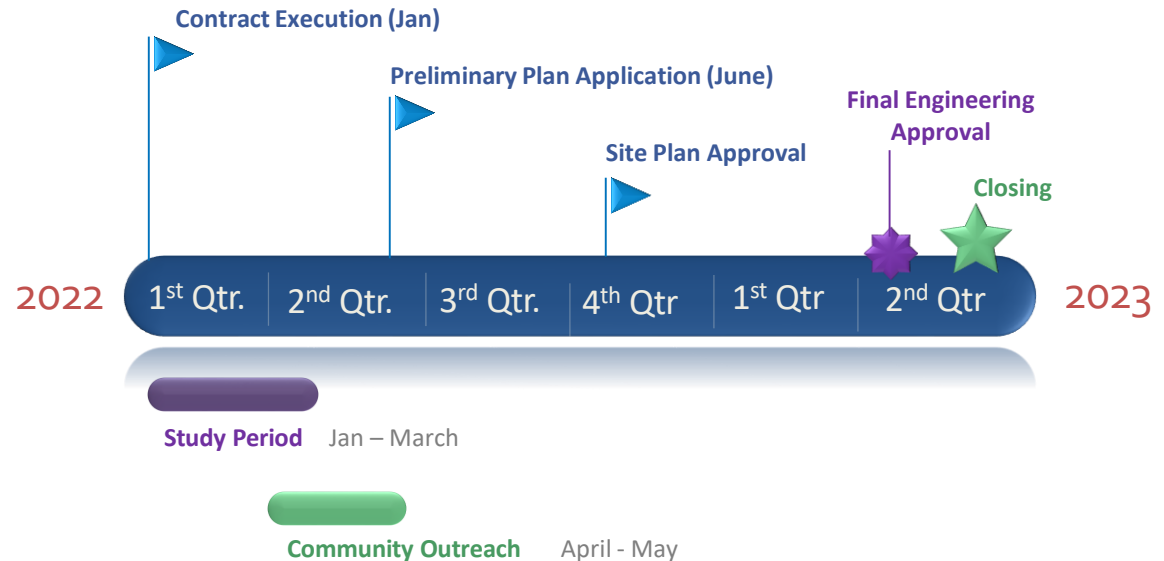 Contract Execution (Jan)
Preliminary Plan Application (June)
Final Engineering
Approval
Site Plan Approval
Closing
2022 1st Qtr. 2nd Qtr. 3rd Qtr. 4th Qtr 1st Qtr 2nd Qtr 2023
Study Period Jan – March
Community Outreach April - May